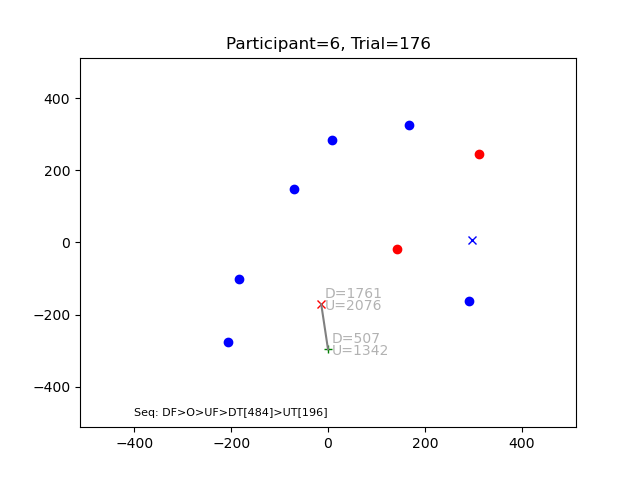 Participant=6, Trial=176
400
200
0
−200
−400
D=1761
U=2076
D=507
U=1342
Seq: DF>O>UF>DT[484]>UT[196]
−400
−200
0
200
400